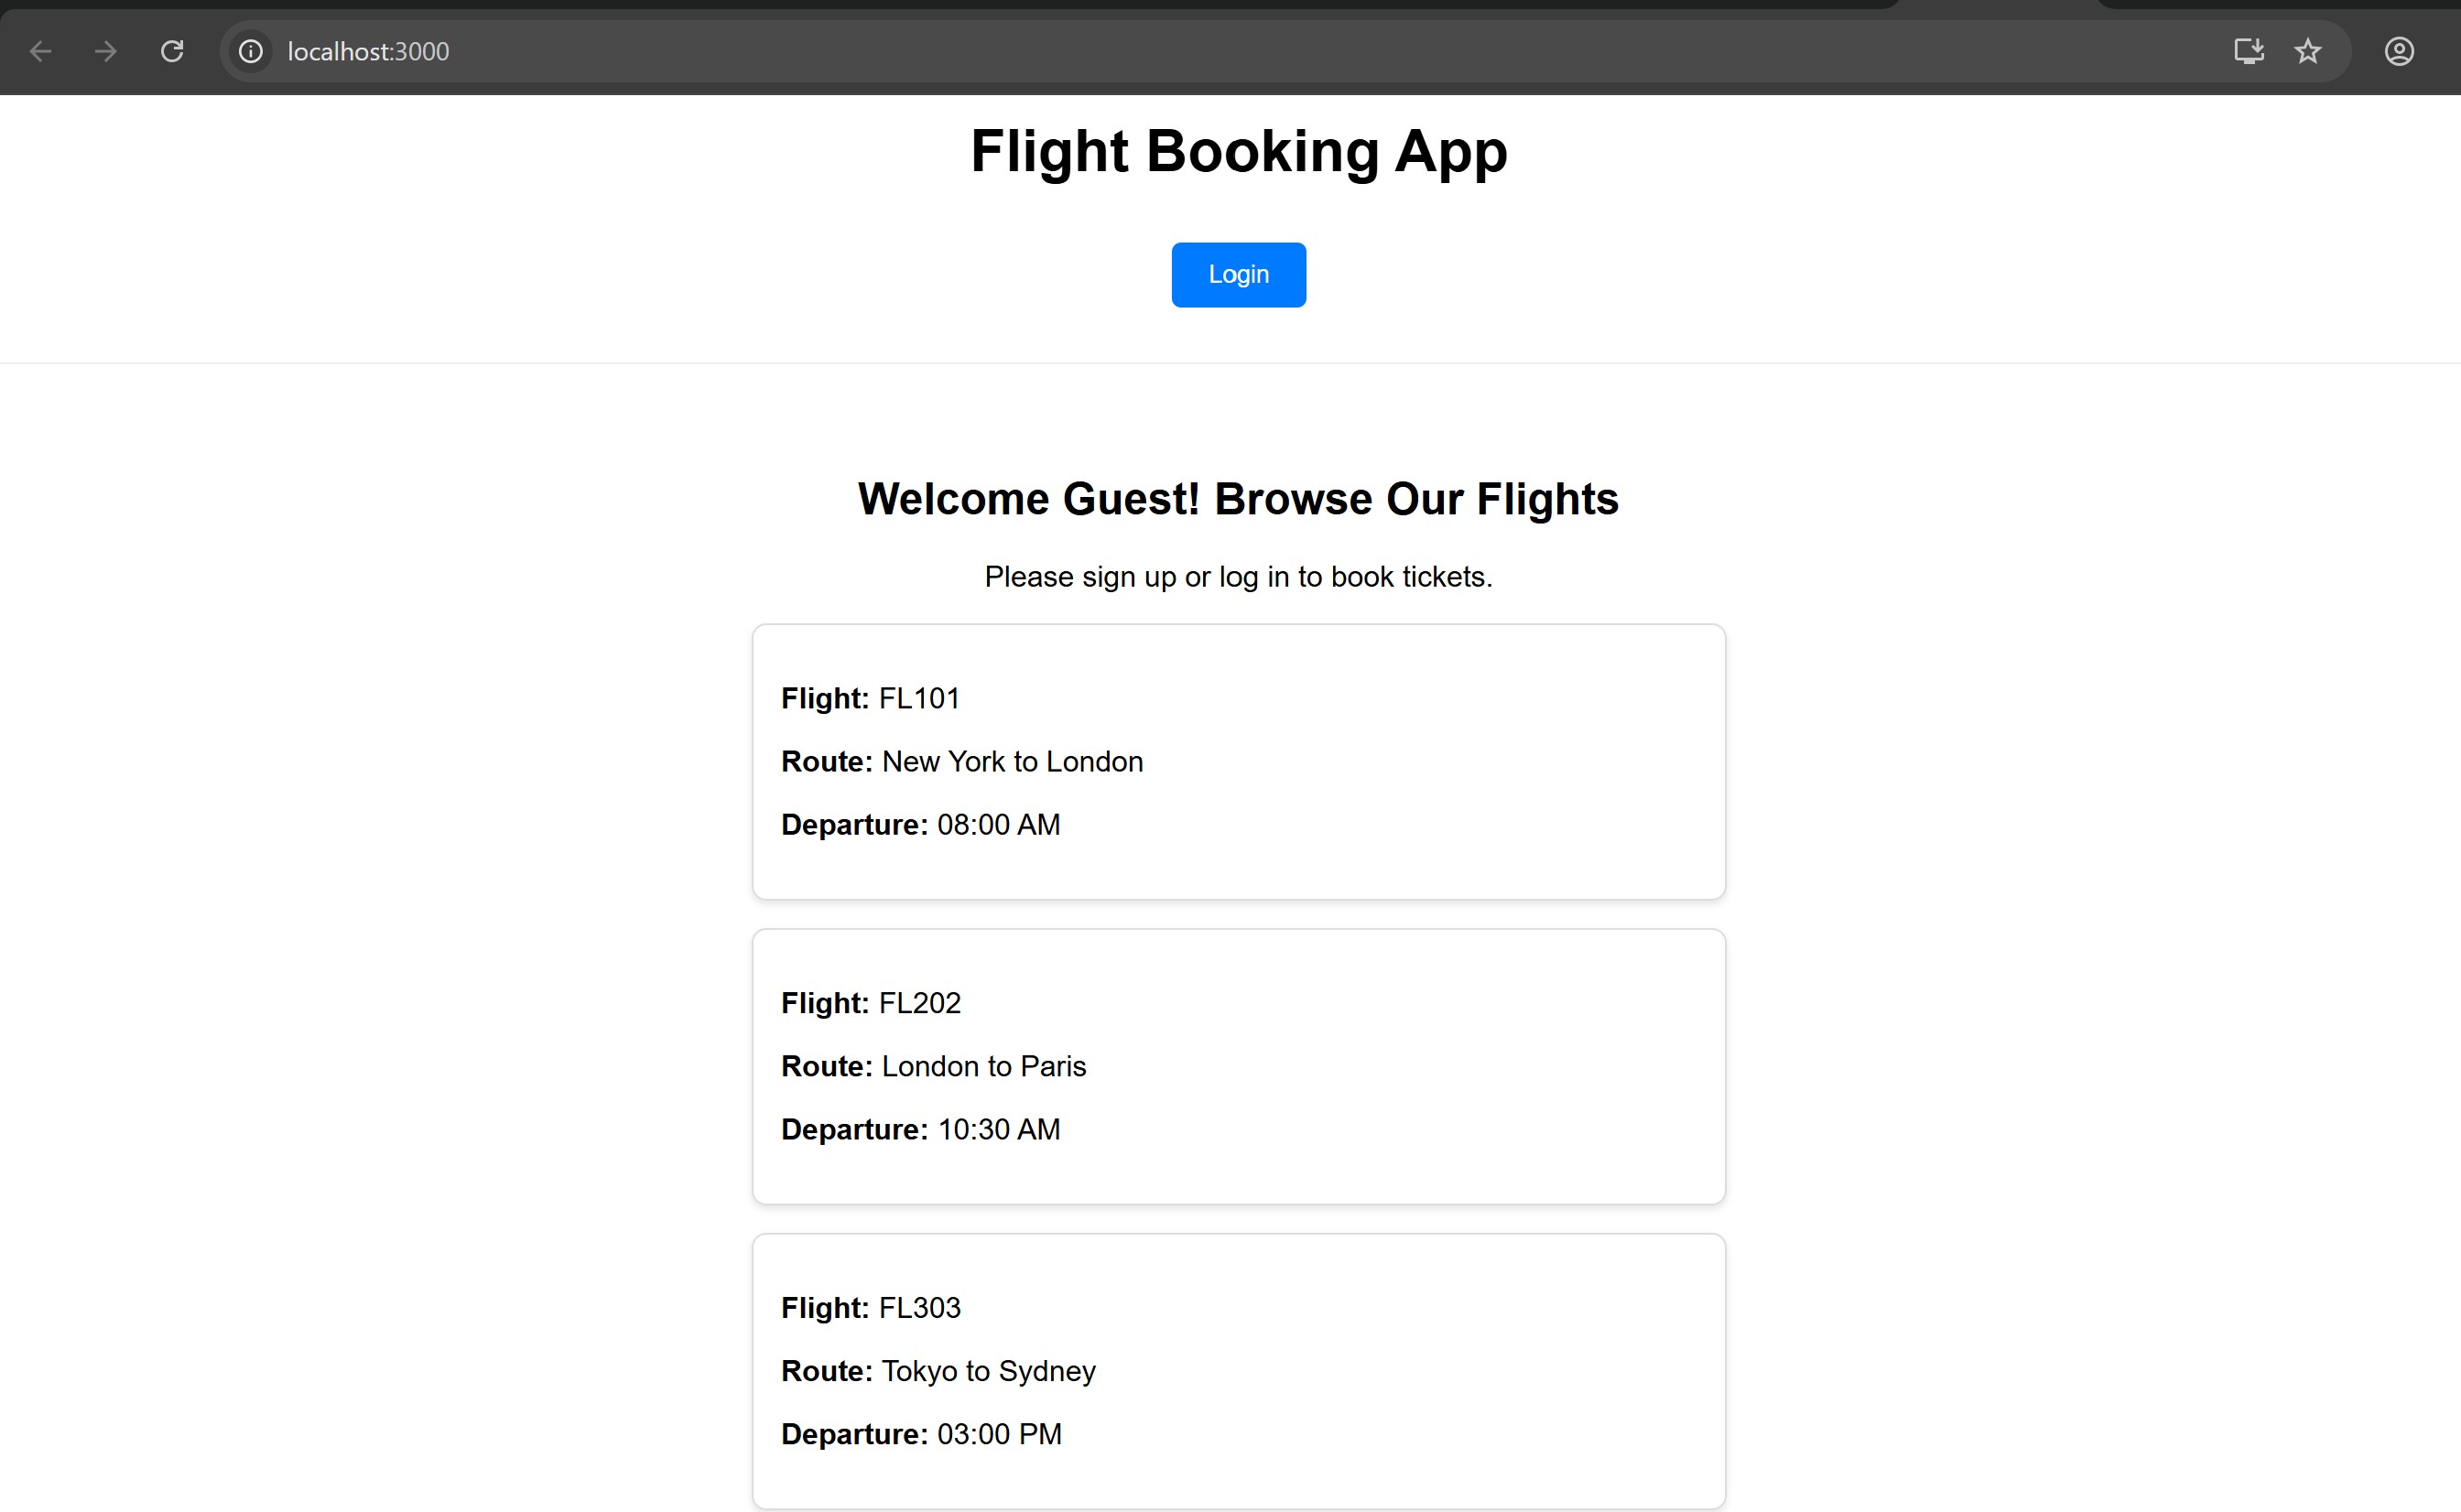 localhost:3000
Flight Booking App
Login
Welcome Guest! Browse Our Flights
Please sign up or log in to book tickets.
Flight: FL101
Route: New York to London
Departure: 08:00 AM
Flight: FL202
Route: London to Paris
Departure: 10:30 AM
Flight: FL303
Route: Tokyo to Sydney
Departure: 03:00 PM